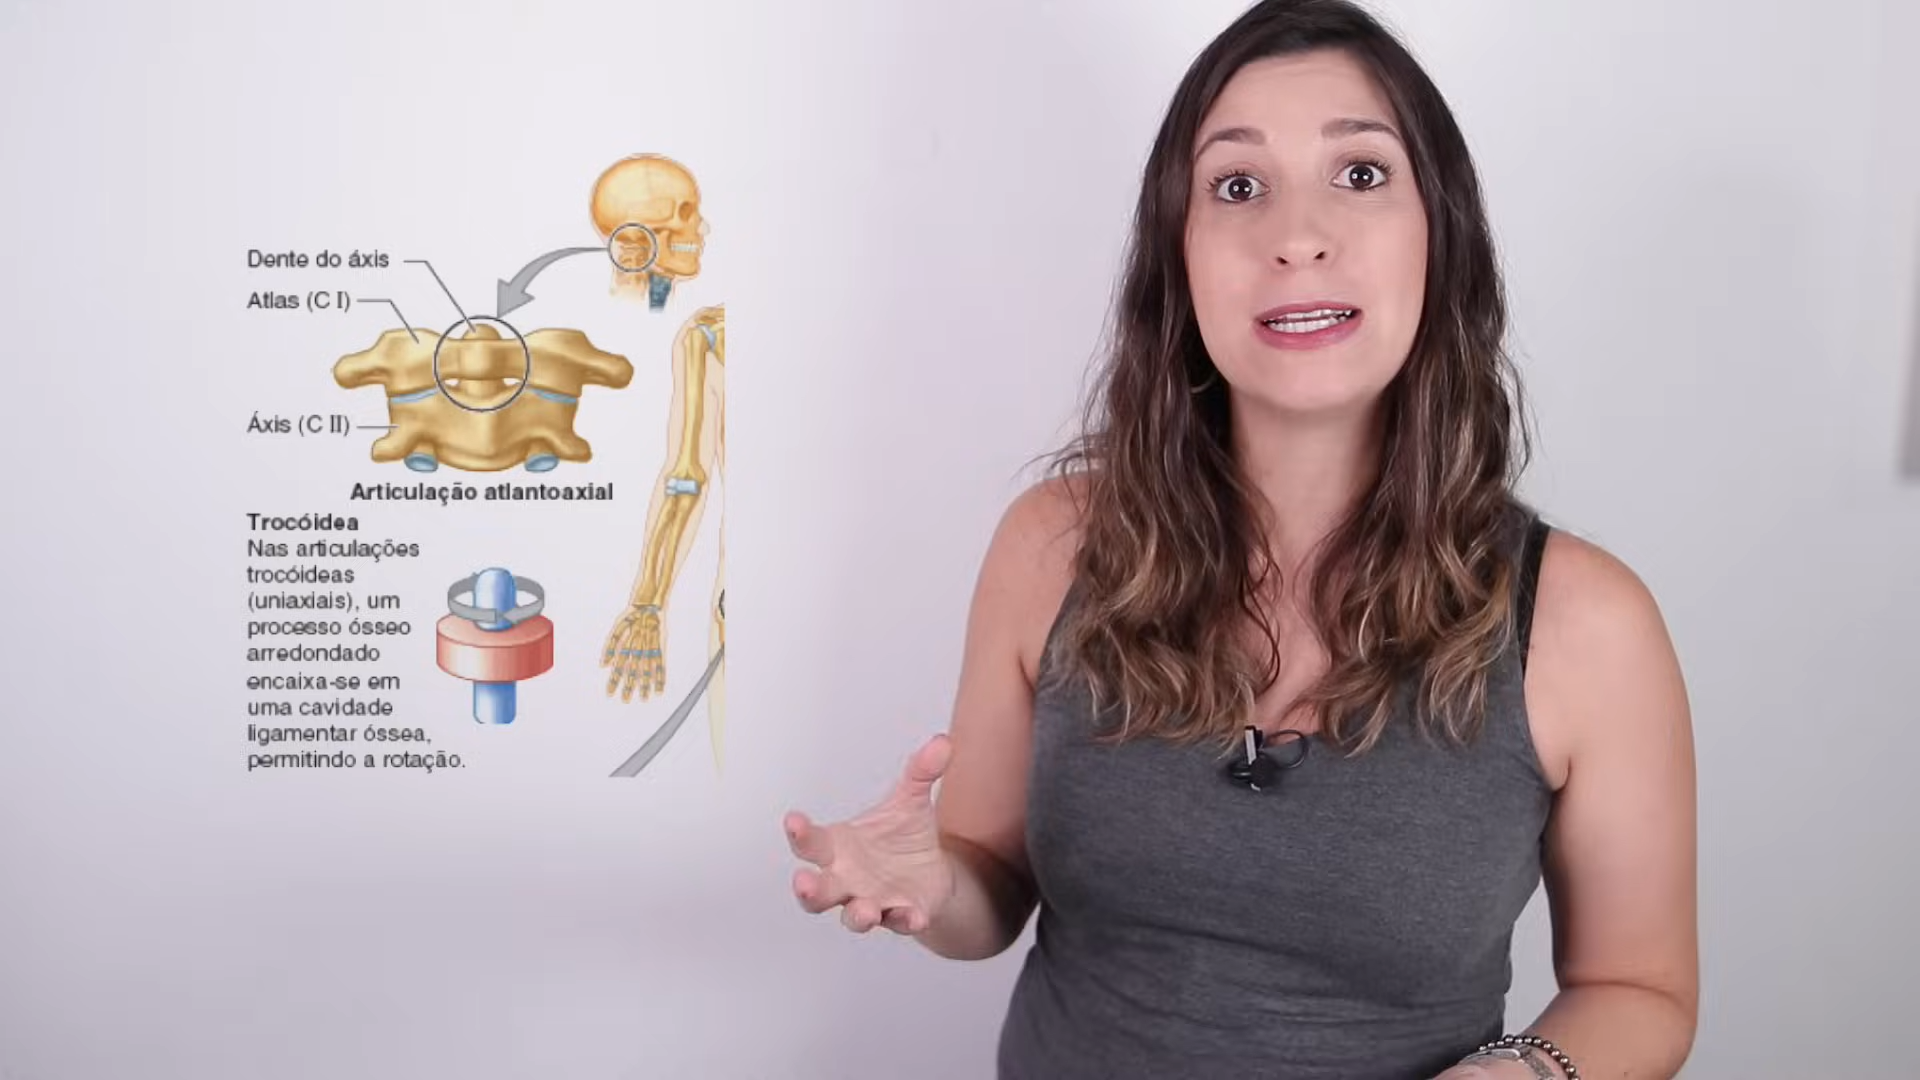 Dente do áxis
Atlas (C I)
Áxis (C II)
Articulação atlantoaxial
Trocóidea
Nas articulações
trocóideas
(uniaxiais), um
processo ósseo
arredondado
encaixa-se em
uma cavidade
ligamentar óssea,
permitindo a rotação.